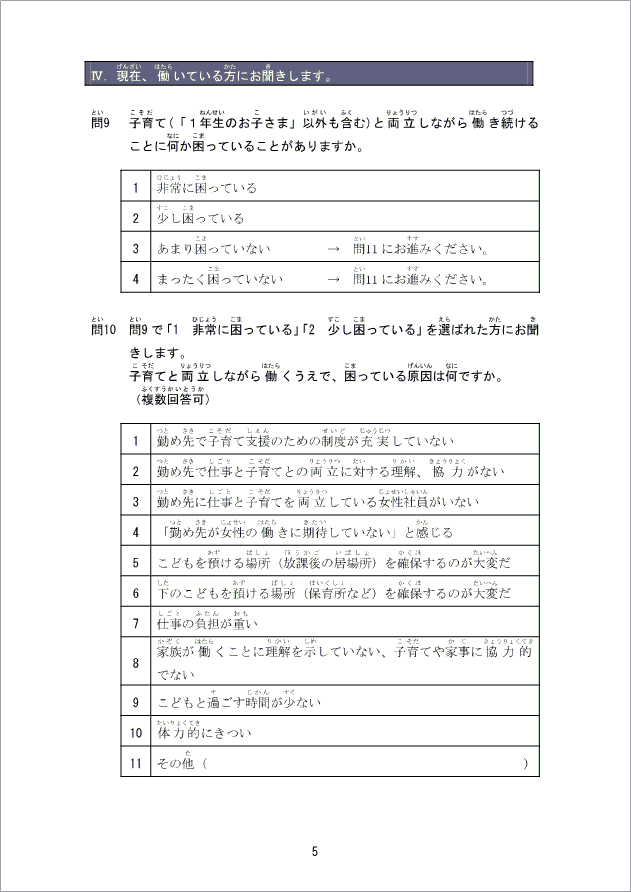 Ⅳ．現在、働いている方にお聞きします。
問9　子育て(「１年生のお子さま」以外も含む)と両立しながら働き続ける
ことに何か困っていることがありますか。
1　非常に困っている
2　少し困っている
3　あまり困っていない　→　問11にお進みください。
4　まったく困っていない　→　問11にお進みください。
問10　問9で「1　非常に困っている」「2　少し困っている」を選ばれた方にお聞
きします。
子育てと両立しながら働くうえで、困っている原因は何ですか。
（複数回答可）
1　勤め先で子育て支援のための制度が充実していない
2　勤め先で仕事と子育てとの両立に対する理解、協力がない
3　勤め先に仕事と子育てを両立している女性社員がいない
4　「勤め先が女性の働きに期待していない」と感じる
5　こどもを預ける場所（放課後の居場所）を確保するのが大変だ
6　下のこどもを預ける場所（保育所など）を確保するのが大変だ
7　仕事の負担が重い
8　家族が働くことに理解を示していない、子育てや家事に協力的
でない
9　こどもと過ごす時間が少ない
10　体力的にきつい
11　その他（　　　）
5